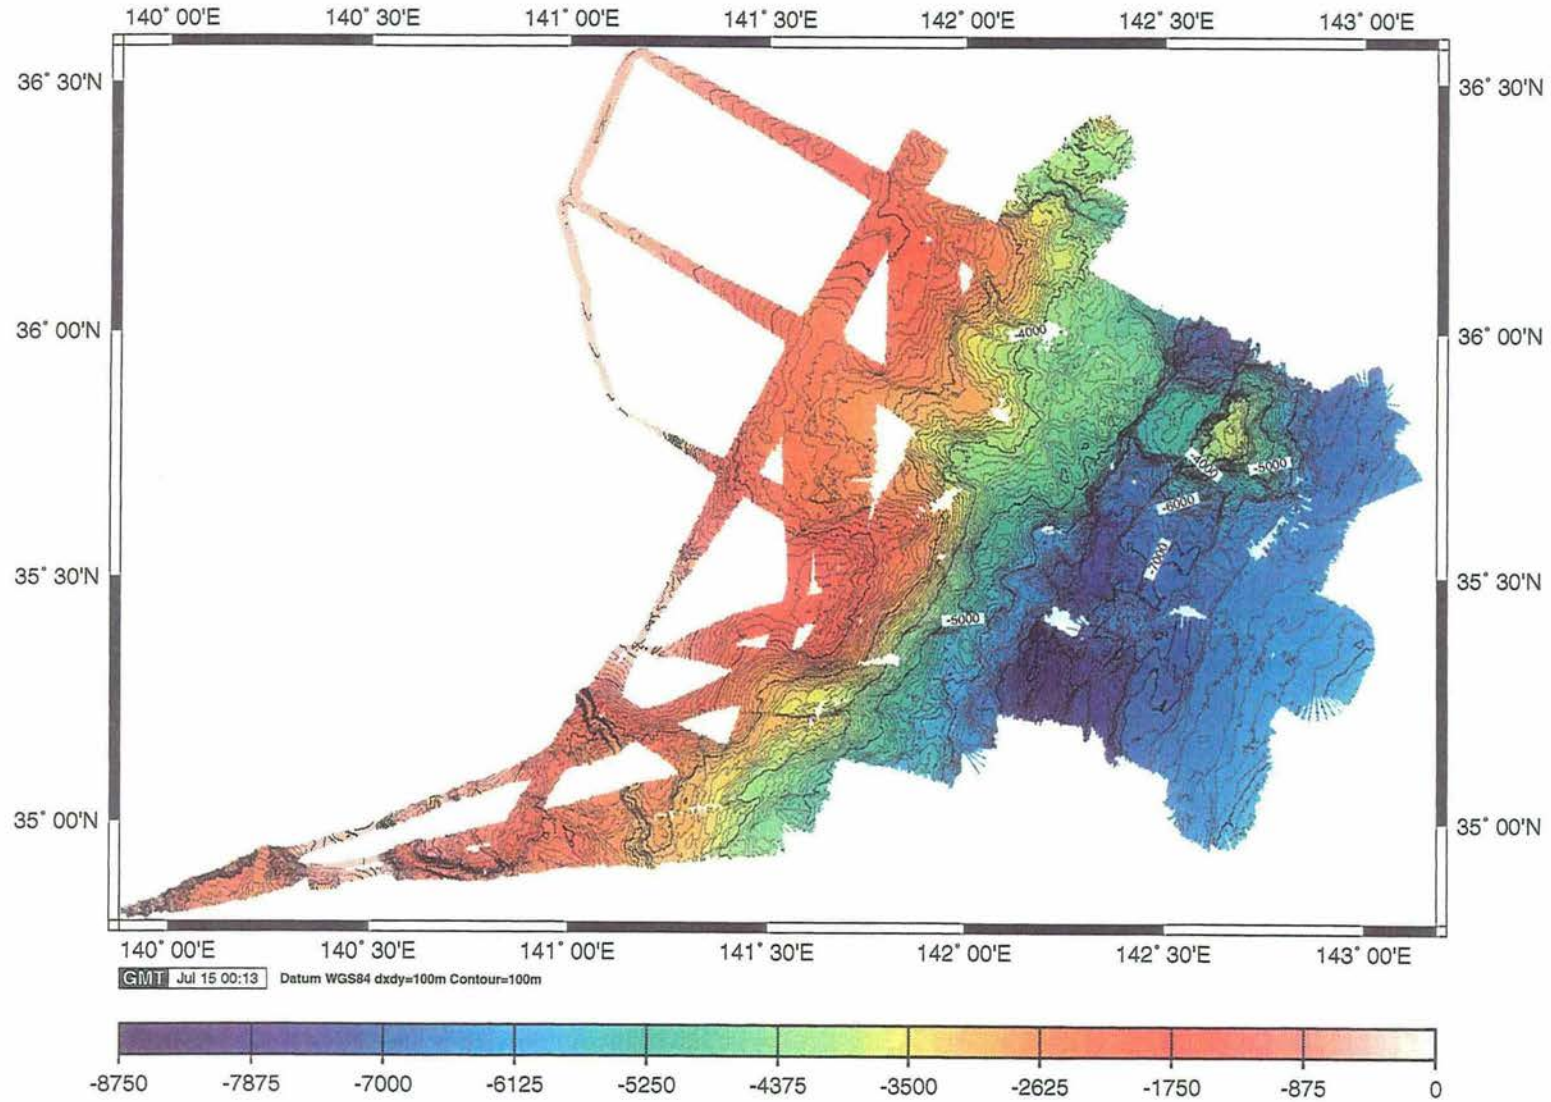 140˚ 00'E 140˚ 30'E 141˚ 00'E 141˚ 30'E 142˚ 00'E 142˚ 30'E 143˚ 00'E
36˚ 30'N 36˚ 30'N
36˚ 00'N -4000 36˚ 00'N
-4000 -5000
-6000
-7000
35˚ 30'N 35˚ 30'N
-5000
35˚ 00'N 35˚ 00'N
140˚ 00'E 140˚ 30'E 141˚ 00'E 141˚ 30'E 142˚ 00'E 142˚ 30'E 143˚ 00'E
GMT Jul 15 00:13 Datum WGS84 dxdy=100m Contour=100m
-8750 -7875 -7000 -6125 -5250 -4375 -3500 -2625 -1750 -875 0